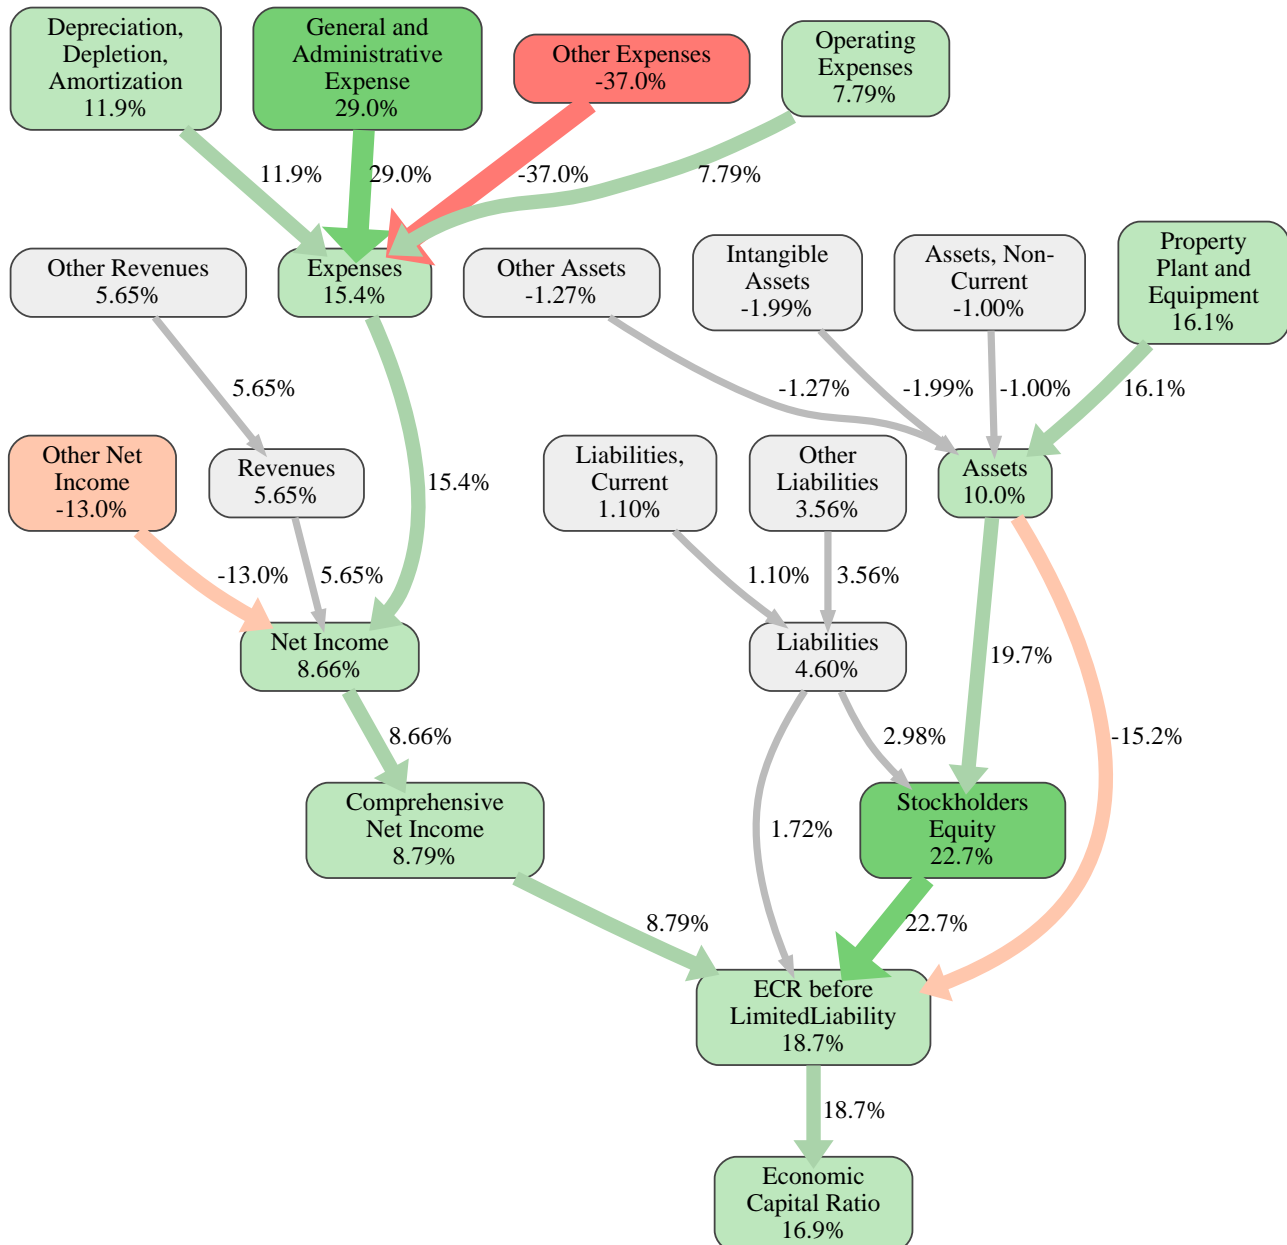 Depreciation,
Depletion,
Amortization
11.9%
General and
Administrative
Expense
29.0%
Other Expenses
-37.0%
Operating
Expenses
7.79%
11.9%
29.0%
-37.0%
7.79%
Other Revenues
5.65%
Expenses
15.4%
Other Assets
-1.27%
Intangible
Assets
-1.99%
Assets, Non-
Current
-1.00%
Property
Plant and
Equipment
16.1%
5.65%
-1.27%
-1.99%
-1.00%
16.1%
Other Net
Income
-13.0%
Revenues
5.65%
15.4%
Liabilities,
Current
1.10%
Other
Liabilities
3.56%
Assets
10.0%
-13.0%
5.65%
1.10%
3.56%
Net Income
8.66%
Liabilities
4.60%
19.7%
8.66%
2.98%
-15.2%
Comprehensive
Net Income
8.79%
1.72%
Stockholders
Equity
22.7%
8.79%
22.7%
ECR before
LimitedLiability
18.7%
18.7%
Economic
Capital Ratio
16.9%